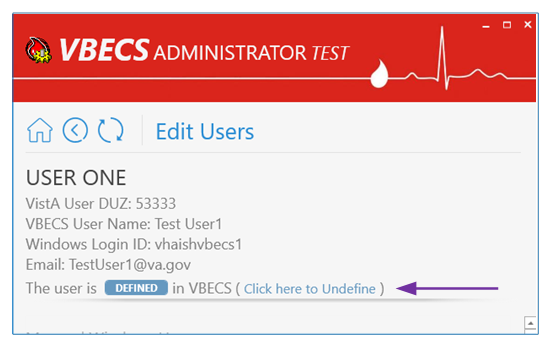 VBECS ADMINISTRATOR TEST
Edit Users
USER ONE
VistA User DUZ: 53333
VBECS User Name: Test User1
Windows Login ID: vhaishvbecs1
Email: TestUser1@va.gov
The user is DEFINED in VBECS ( Click here to Undefine )